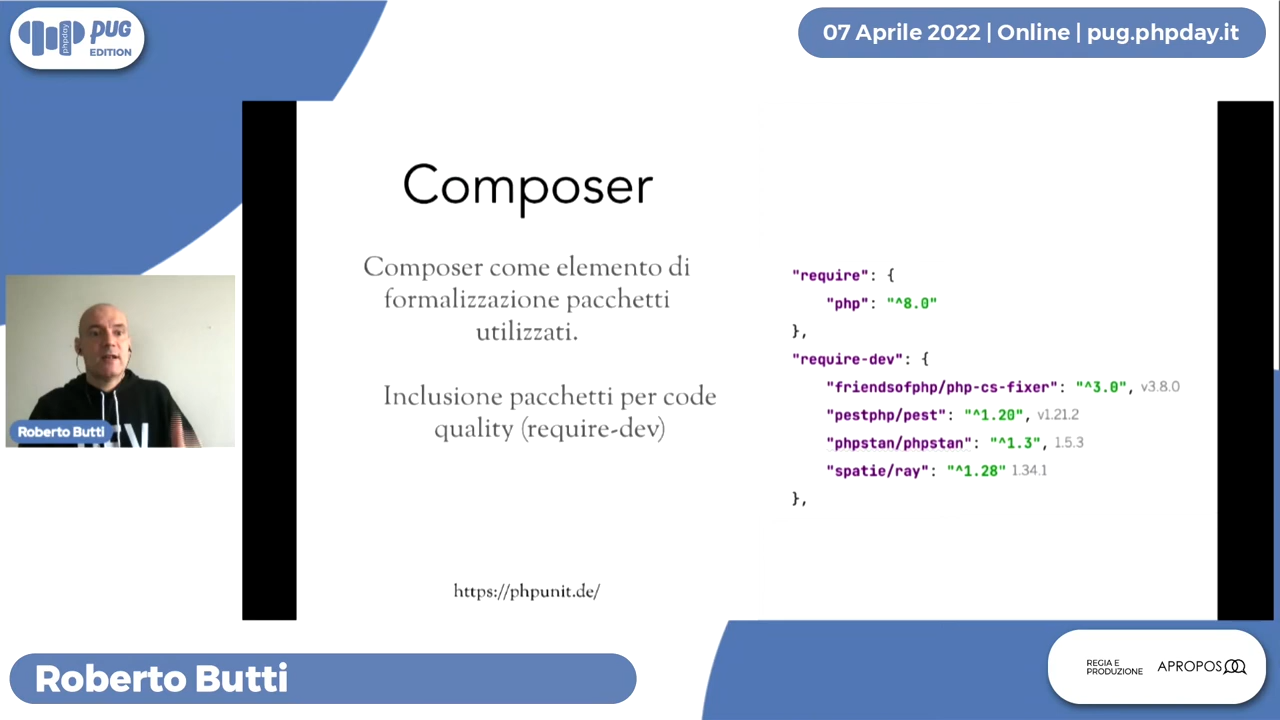 phpday
PUG
EDITION
07 Aprile 2022 | Online | pug.phpday.it
Composer
Composer come elemento di
formalizzazione pacchetti
utilizzati.
Inclusione pacchetti per code
quality (require-dev)
https://phpunit.de/
"require": {
"php": "^8.0"
},
"require-dev": {
"friendsofphp/php-cs-fixer": "^3.0", v3.8.0
"pestphp/pest": "^1.20", v1.21.2
"phpstan/phpstan": "^1.3", 1.5.3
"spatie/ray": "^1.28" 1.34.1
},
Roberto Butti
Roberto Butti
REGIA E
PRODUZIONE
APROPOS